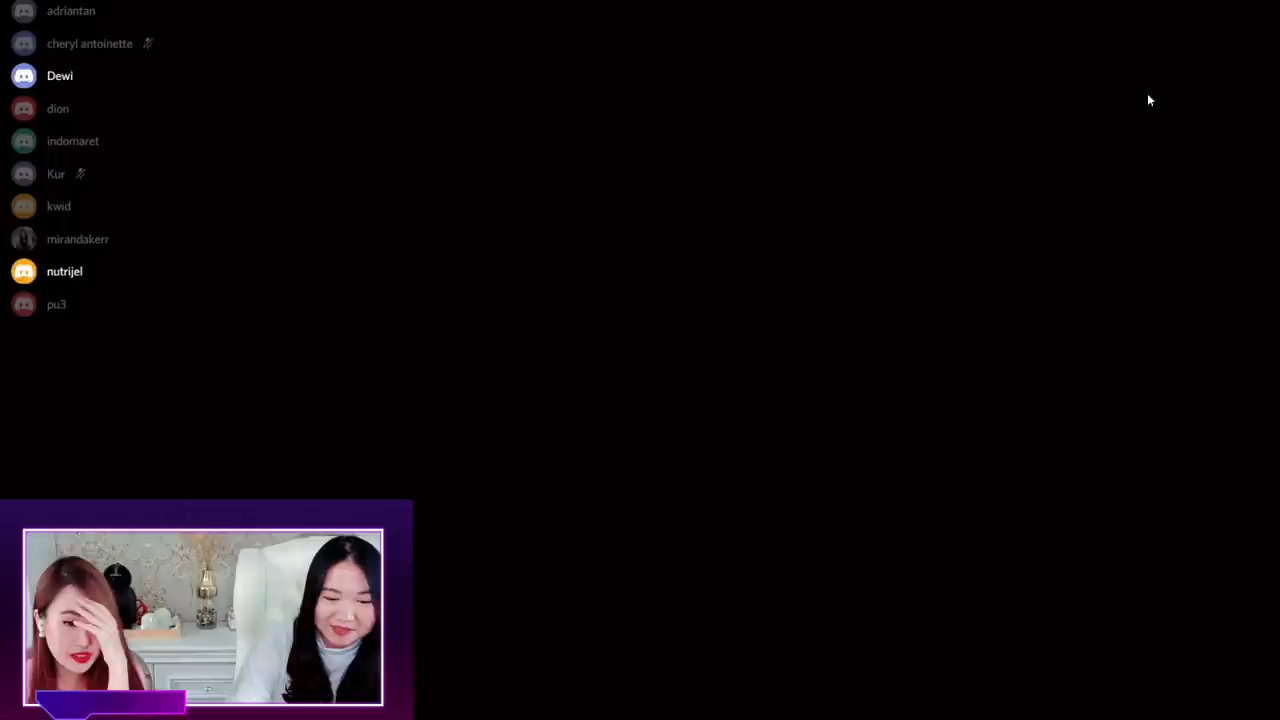 adriantan
cheryl antoinette
Dewi
dion
indomaret
Kur
kwid
mirandakerr
nutrijel
pu3